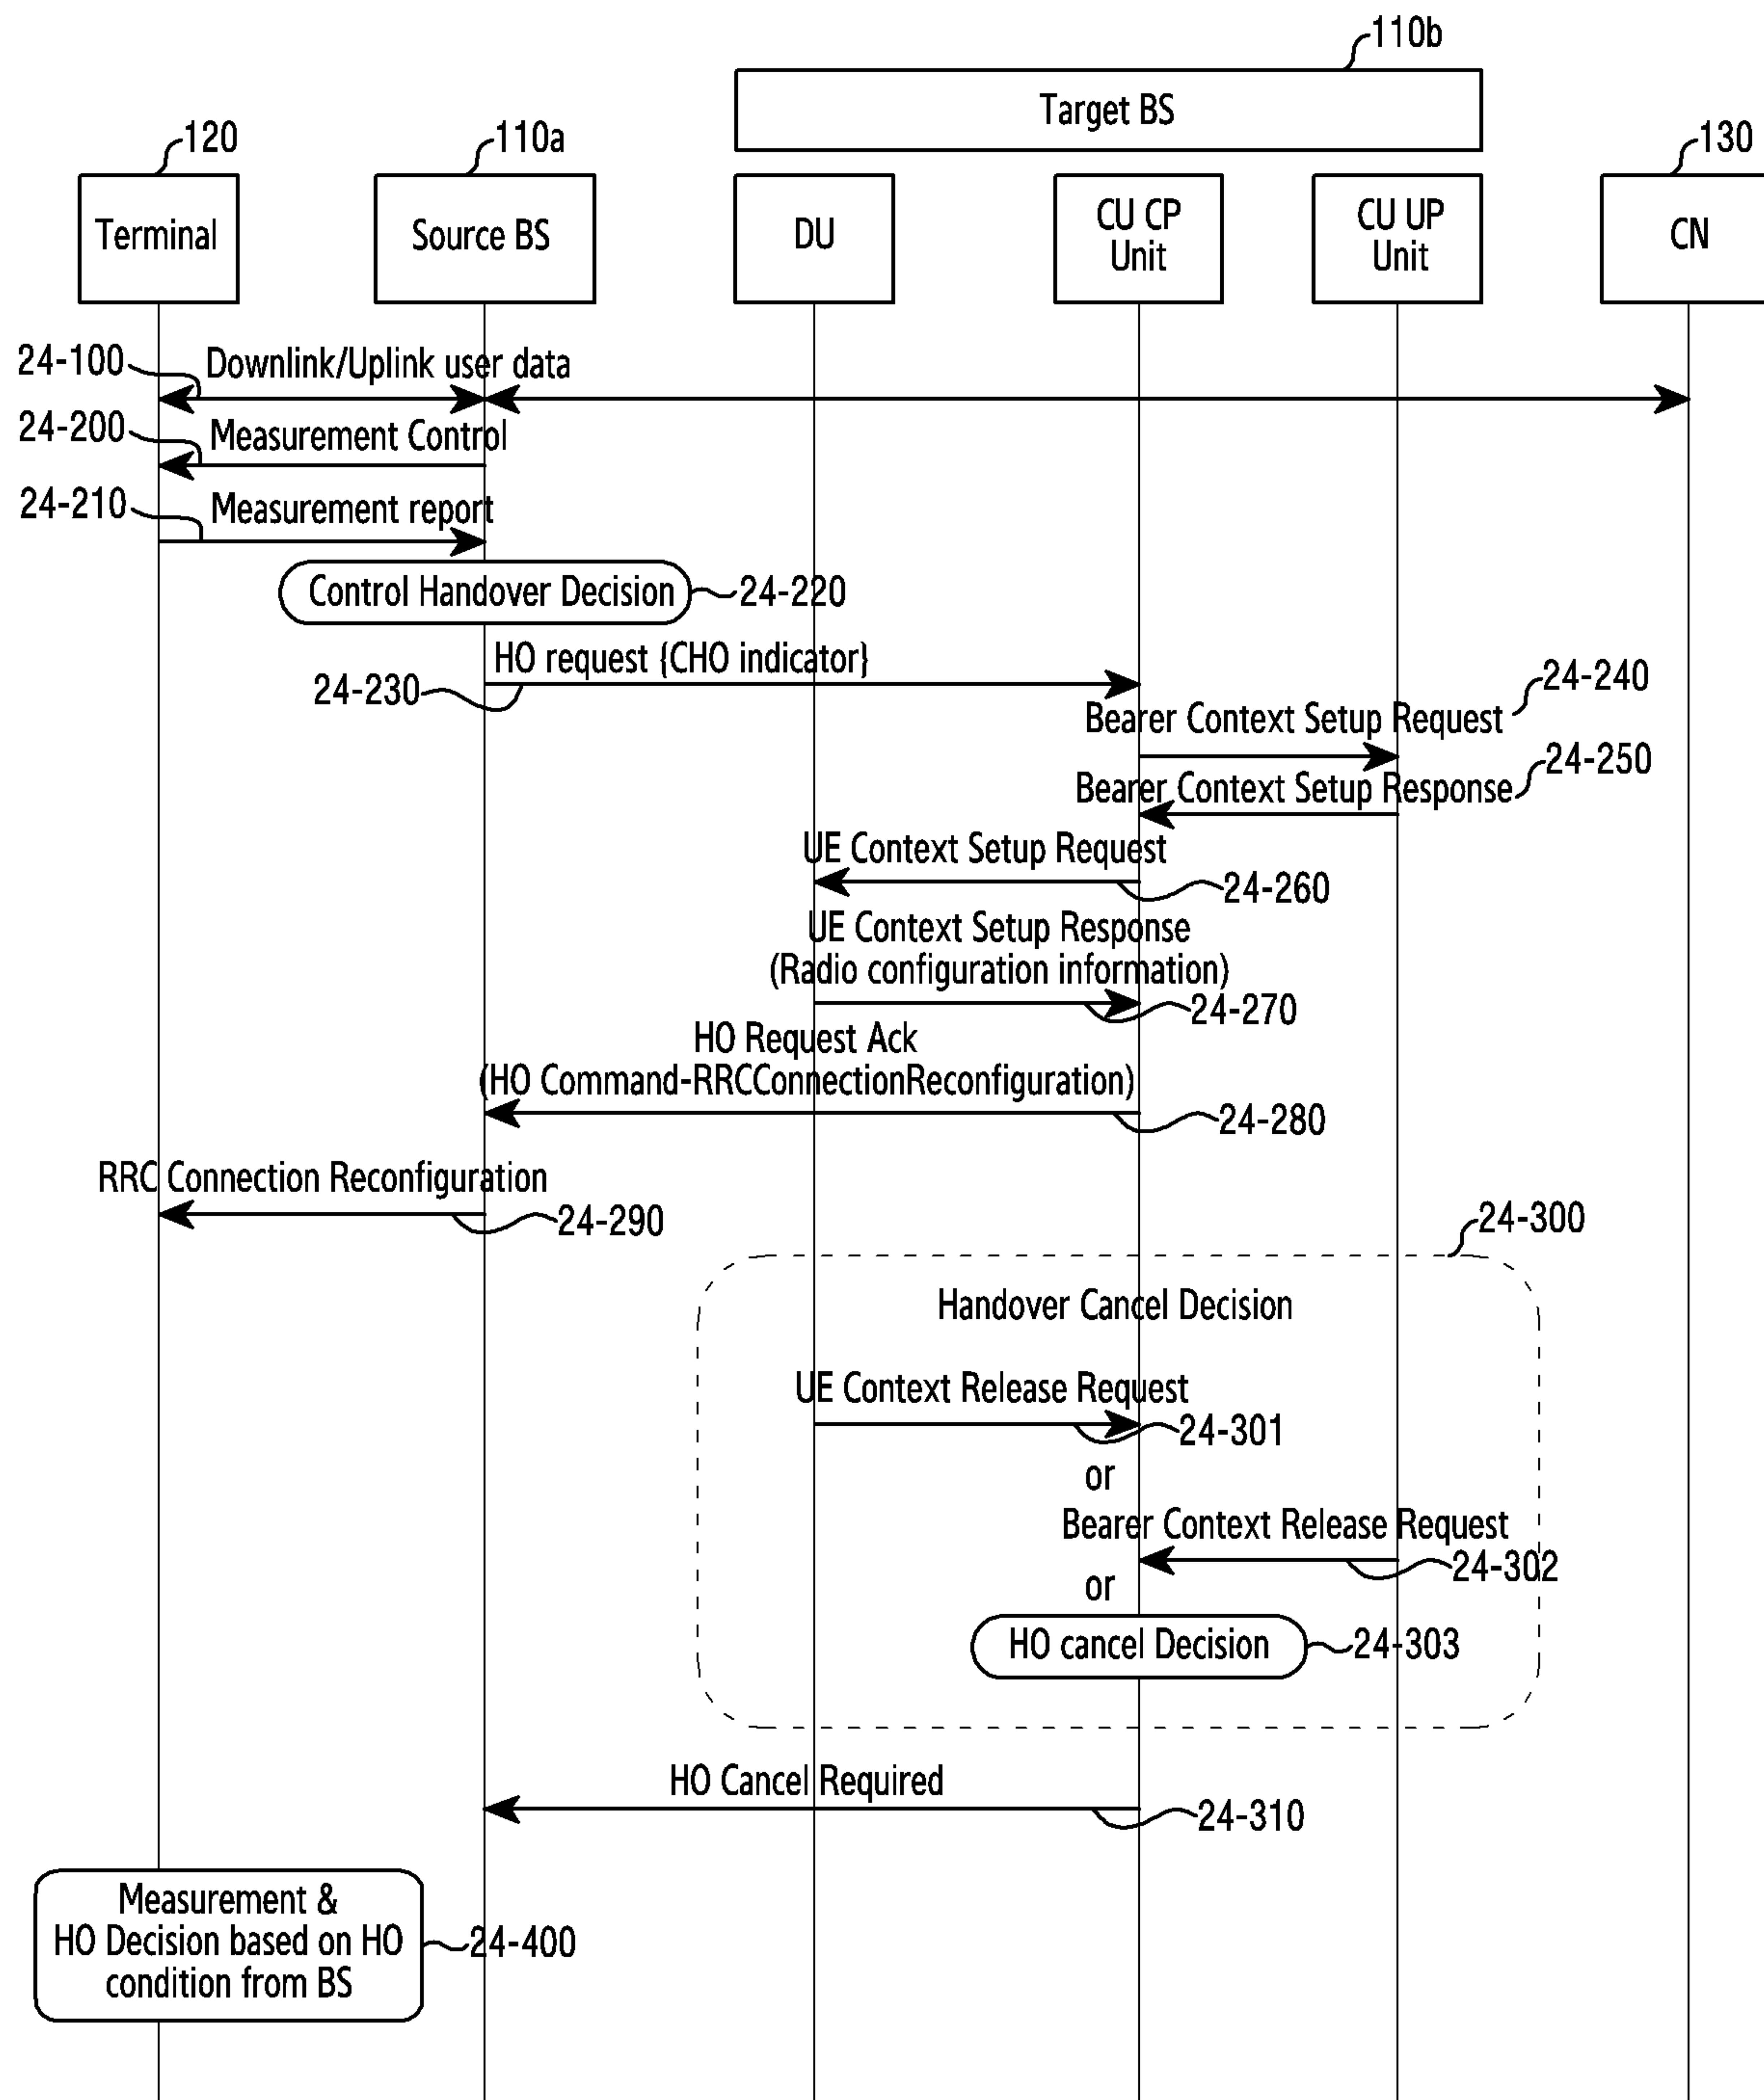 110b
Target BS
120
110a
130
Terminal
Source BS
DU
CU CP
Unit
CU UP
Unit
CN
24-100
Downlink/Uplink user data
24-200
Measurement Control
24-210
Measurement report
Control Handover Decision
24-220
HO request {CHO indicator}
24-230
24-240
Bearer Context Setup Request
24-250
Bearer Context Setup Response
UE Context Setup Request
24-260
UE Context Setup Response
(Radio configuration information)
24-270
HO Request Ack
(HO Command-RRCConnectionReconfiguration)
24-280
RRC Connection Reconfiguration
24-290
24-300
Handover Cancel Decision
UE Context Release Request
24-301
or
Bearer Context Release Request
24-302
or
HO cancel Decision
24-303
HO Cancel Required
24-310
Measurement &
HO Decision based on HO
condition from BS
24-400